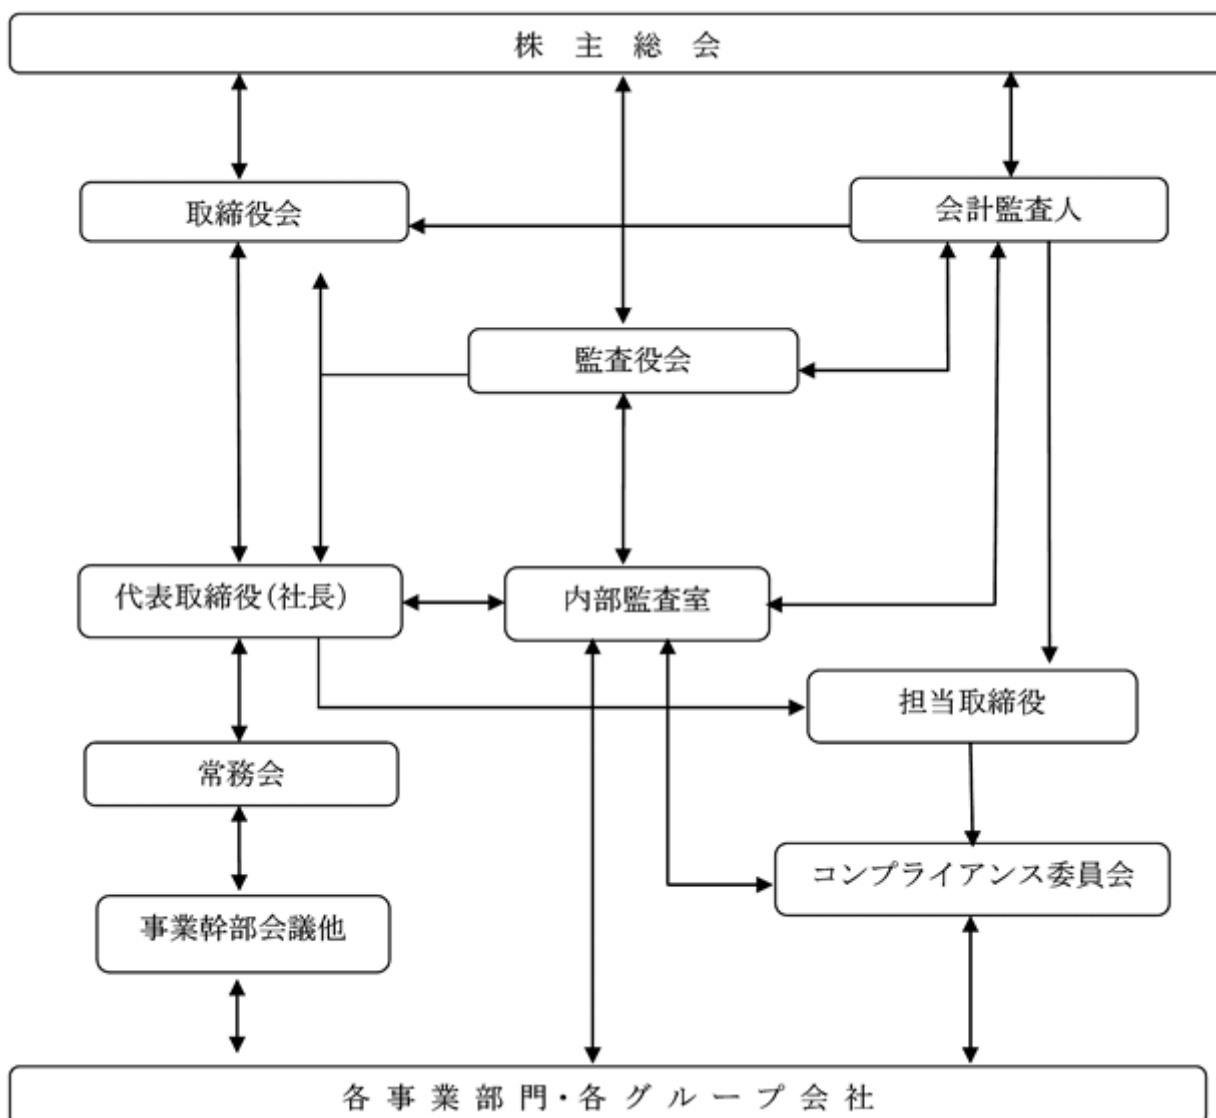 株主総会
取締役会
会計監査人
監査役会
代表取締役(社長)
内部監査室
担当取締役
常務会
コンプライアンス委員会
事業幹部会議他
各事業部門・各グループ会社